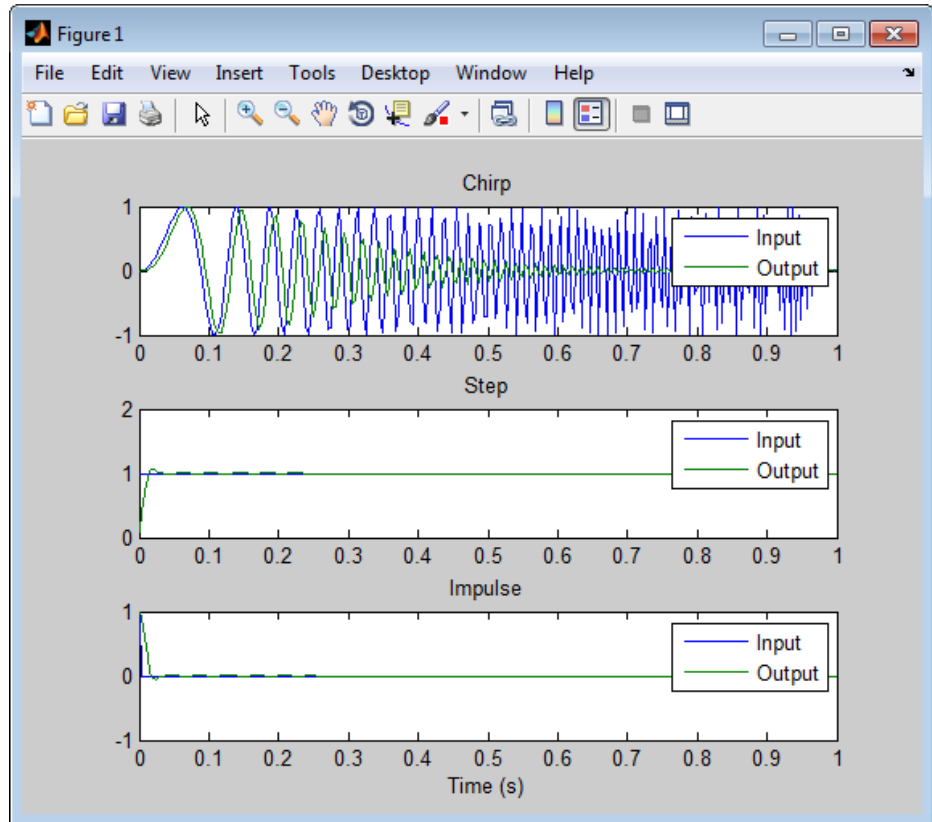 Figure 1
File Edit View Insert Tools Desktop Window Help
Chirp
1
0
-1
Input
Output
0 0.1 0.2 0.3 0.4 0.5 0.6 0.7 0.8 0.9 1
Step
2
1
0
Input
Output
0 0.1 0.2 0.3 0.4 0.5 0.6 0.7 0.8 0.9 1
Impulse
1
0
-1
Input
Output
0 0.1 0.2 0.3 0.4 0.5 0.6 0.7 0.8 0.9 1
Time (s)